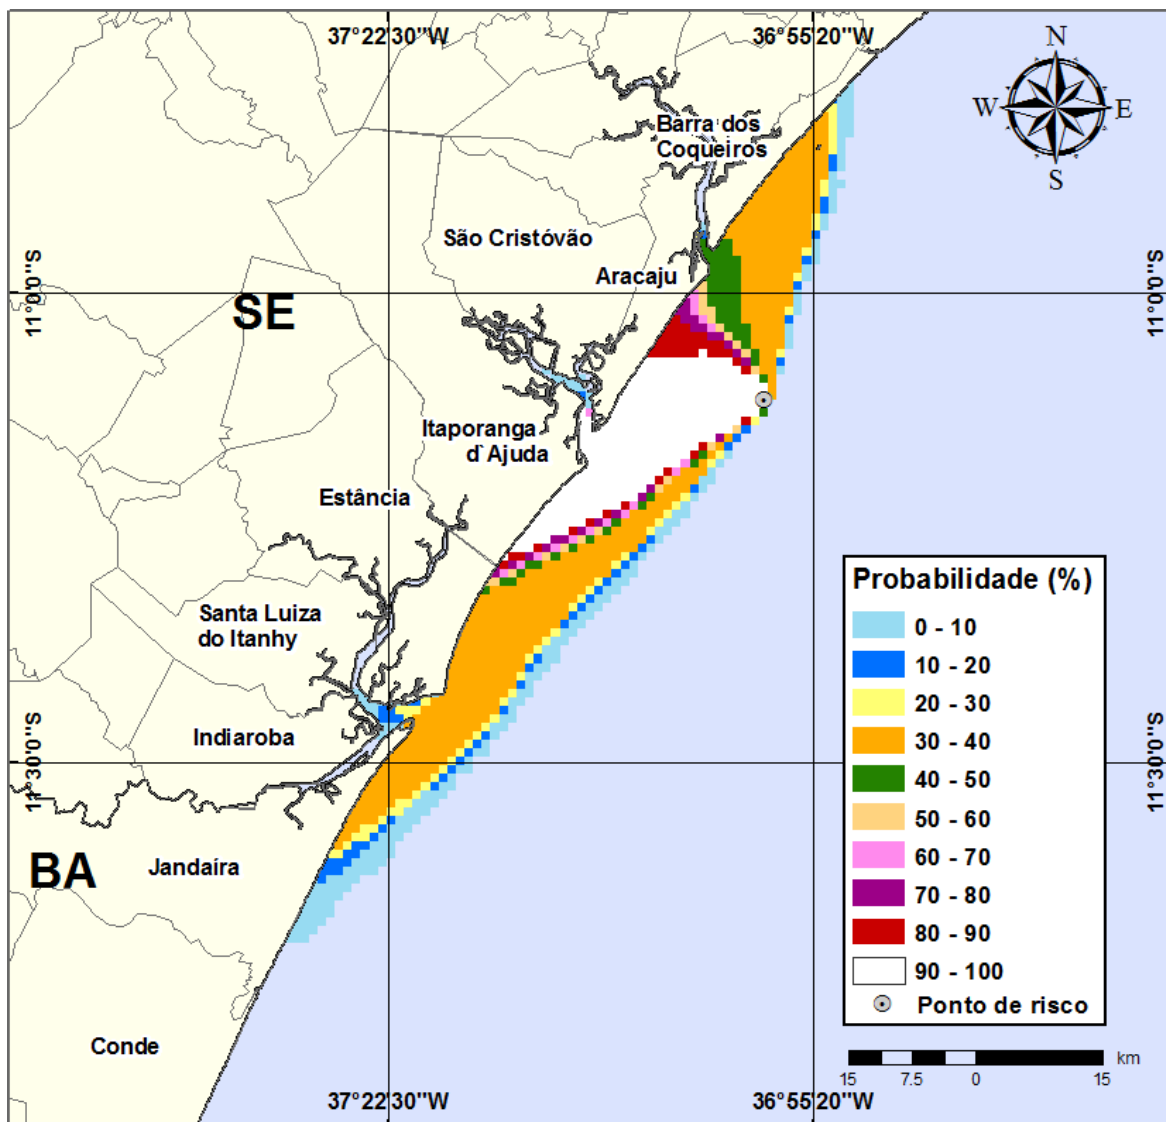 37°22'30"W
36°55'20"W
N
W
E
S
Barra dos
Coqueiros
São Cristóvão
Aracaju
11°0'0"S
11°0'0"S
SE
Itaporanga
d`Ajuda
Estância
Santa Luiza
do Itanhy
Indiaroba
11°30'0"S
11°30'0"S
BA
Jandaíra
Conde
Probabilidade (%)
0 - 10
10 - 20
20 - 30
30 - 40
40 - 50
50 - 60
60 - 70
70 - 80
80 - 90
90 - 100
Ponto de risco
km
15 7.5 0 15
37°22'30"W
36°55'20"W